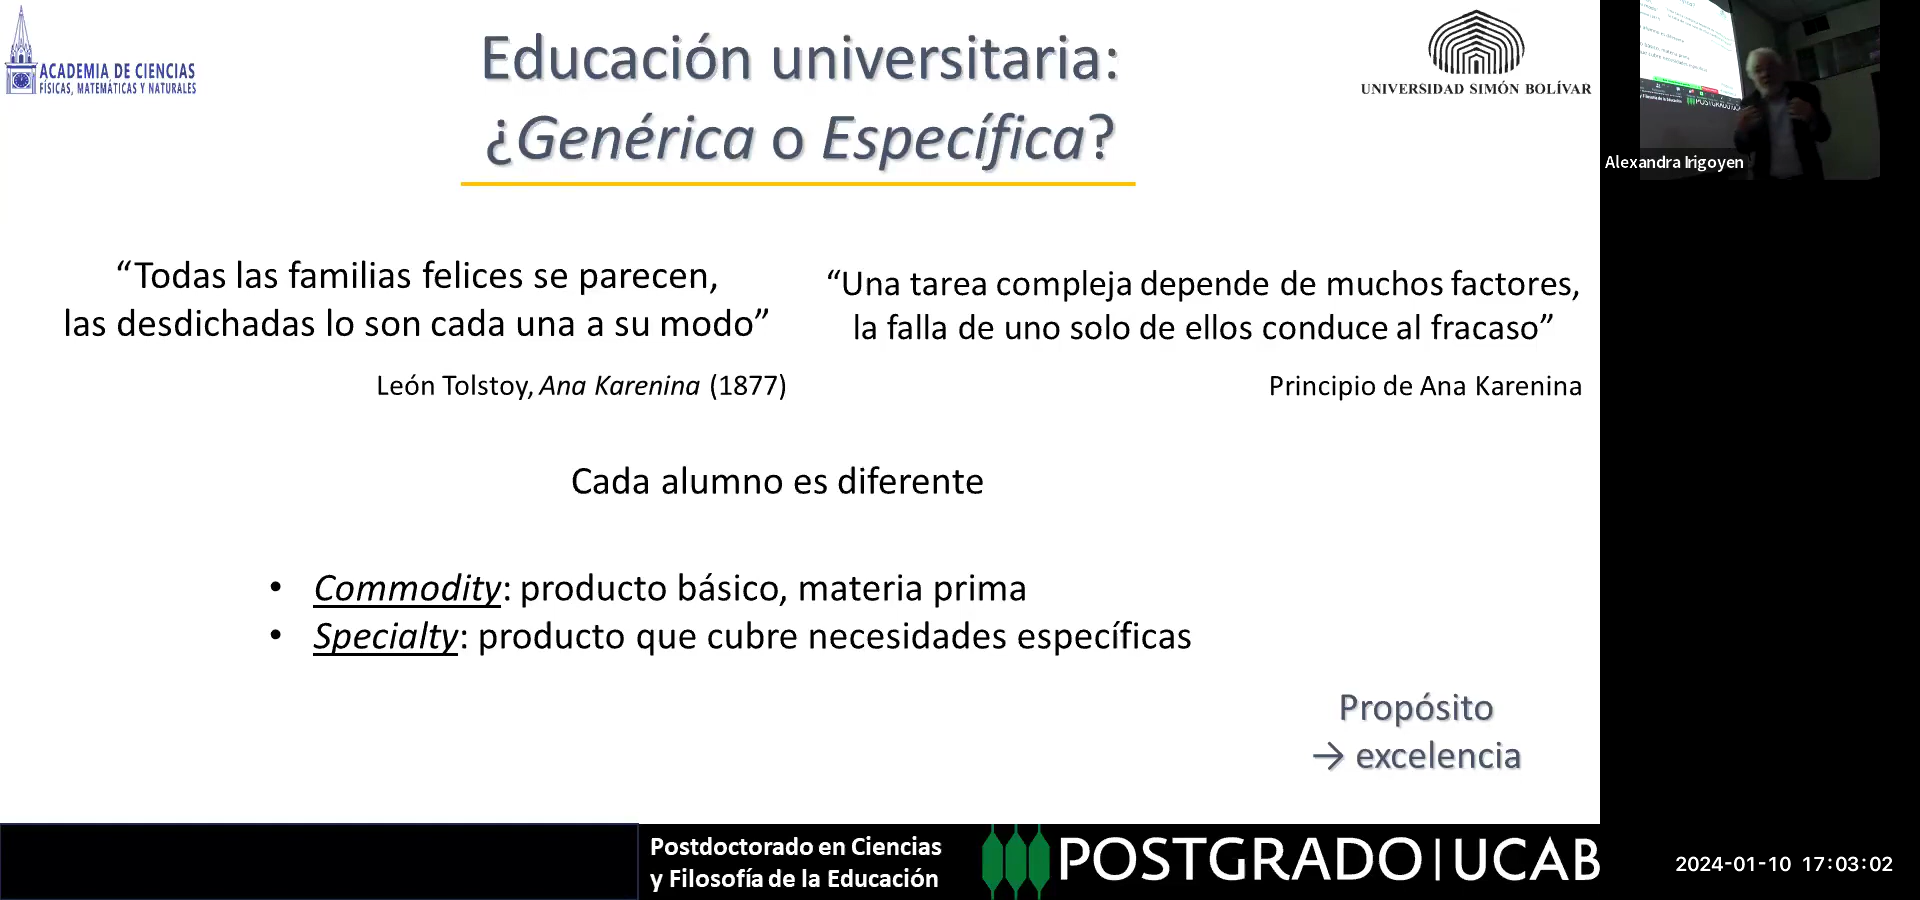 ACADEMIA DE CIENCIAS
FÍSICAS, MATEMÁTICAS Y NATURALES
Educación universitaria:
¿Genérica o Específica?
UNIVERSIDAD SIMÓN BOLÍVAR
Alexandra Irigoyen
“Todas las familias felices se parecen,
las desdichadas lo son cada una a su modo”
León Tolstoy, Ana Karenina (1877)
“Una tarea compleja depende de muchos factores,
la falla de uno solo de ellos conduce al fracaso”
Principio de Ana Karenina
Cada alumno es diferente
• Commodity: producto básico, materia prima
• Specialty: producto que cubre necesidades específicas
Propósito
→ excelencia
Postdoctorado en Ciencias
y Filosofía de la Educación
POSTGRADO|UCAB
2024-01-10 17:03:02